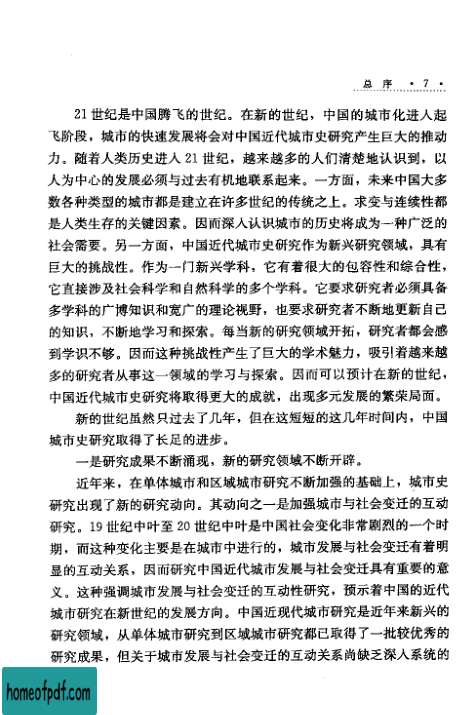 总 序 · 7 ·
21 世纪是中国腾飞的世纪。在新的世纪，中国的城市化进入起
飞阶段，城市的快速发展将会对中国近代城市史研究产生巨大的推动
力。随着人类历史进入 21 世纪，越来越多的人们清楚地认识到，以
人为中心的发展必须与过去有机地联系起来。一方面，未来中国大多
数各种类型的城市都是建立在许多世纪的传统之上。求变与连续性都
是人类生存的关键因素。因而深入认识城市的历史将成为一种广泛的
社会需要。另一方面，中国近代城市史研究作为新兴研究领域，具有
巨大的挑战性。作为一门新兴学科，它有着很大的包容性和综合性，
它直接涉及社会科学和自然科学的多个学科。它要求研究者必须具备
多学科的广博知识和宽广的理论视野，也要求研究者不断地更新自己
的知识，不断地学习和探索。每当新的研究领域开拓，研究者都会感
到学识不够。因而这种挑战性产生了巨大的学术魅力，吸引着越来越
多的研究者从事这一领域的学习与探索。因而可以预计在新的世纪，
中国近代城市史研究将取得更大的成就，出现多元发展的繁荣局面。
新的世纪虽然只过去了几年，但在这短短的这几年时间内，中国
城市史研究取得了长足的进步。
一是研究成果不断涌现，新的研究领域不断开辟。
近年来，在单体城市和区域城市研究不断加强的基础上，城市史
研究出现了新的研究动向。其动向之一是加强城市与社会变迁的互动
研究。19 世纪中叶至 20 世纪中叶是中国社会变化非常剧烈的一个时
期，而这种变化主要是在城市中进行的，城市发展与社会变迁有着明
显的互动关系，因而研究中国近代城市发展与社会变迁具有重要的意
义。这种强调城市发展与社会变迁的互动性研究，预示着中国的近代
城市研究在新世纪的发展方向。中国近现代城市研究是近年来新兴的
研究领域，从单体城市研究到区域城市研究都已取得了一批较优秀的
研究成果，但关于城市发展与社会变迁的互动关系尚缺乏深入系统的
homeofpdf.com